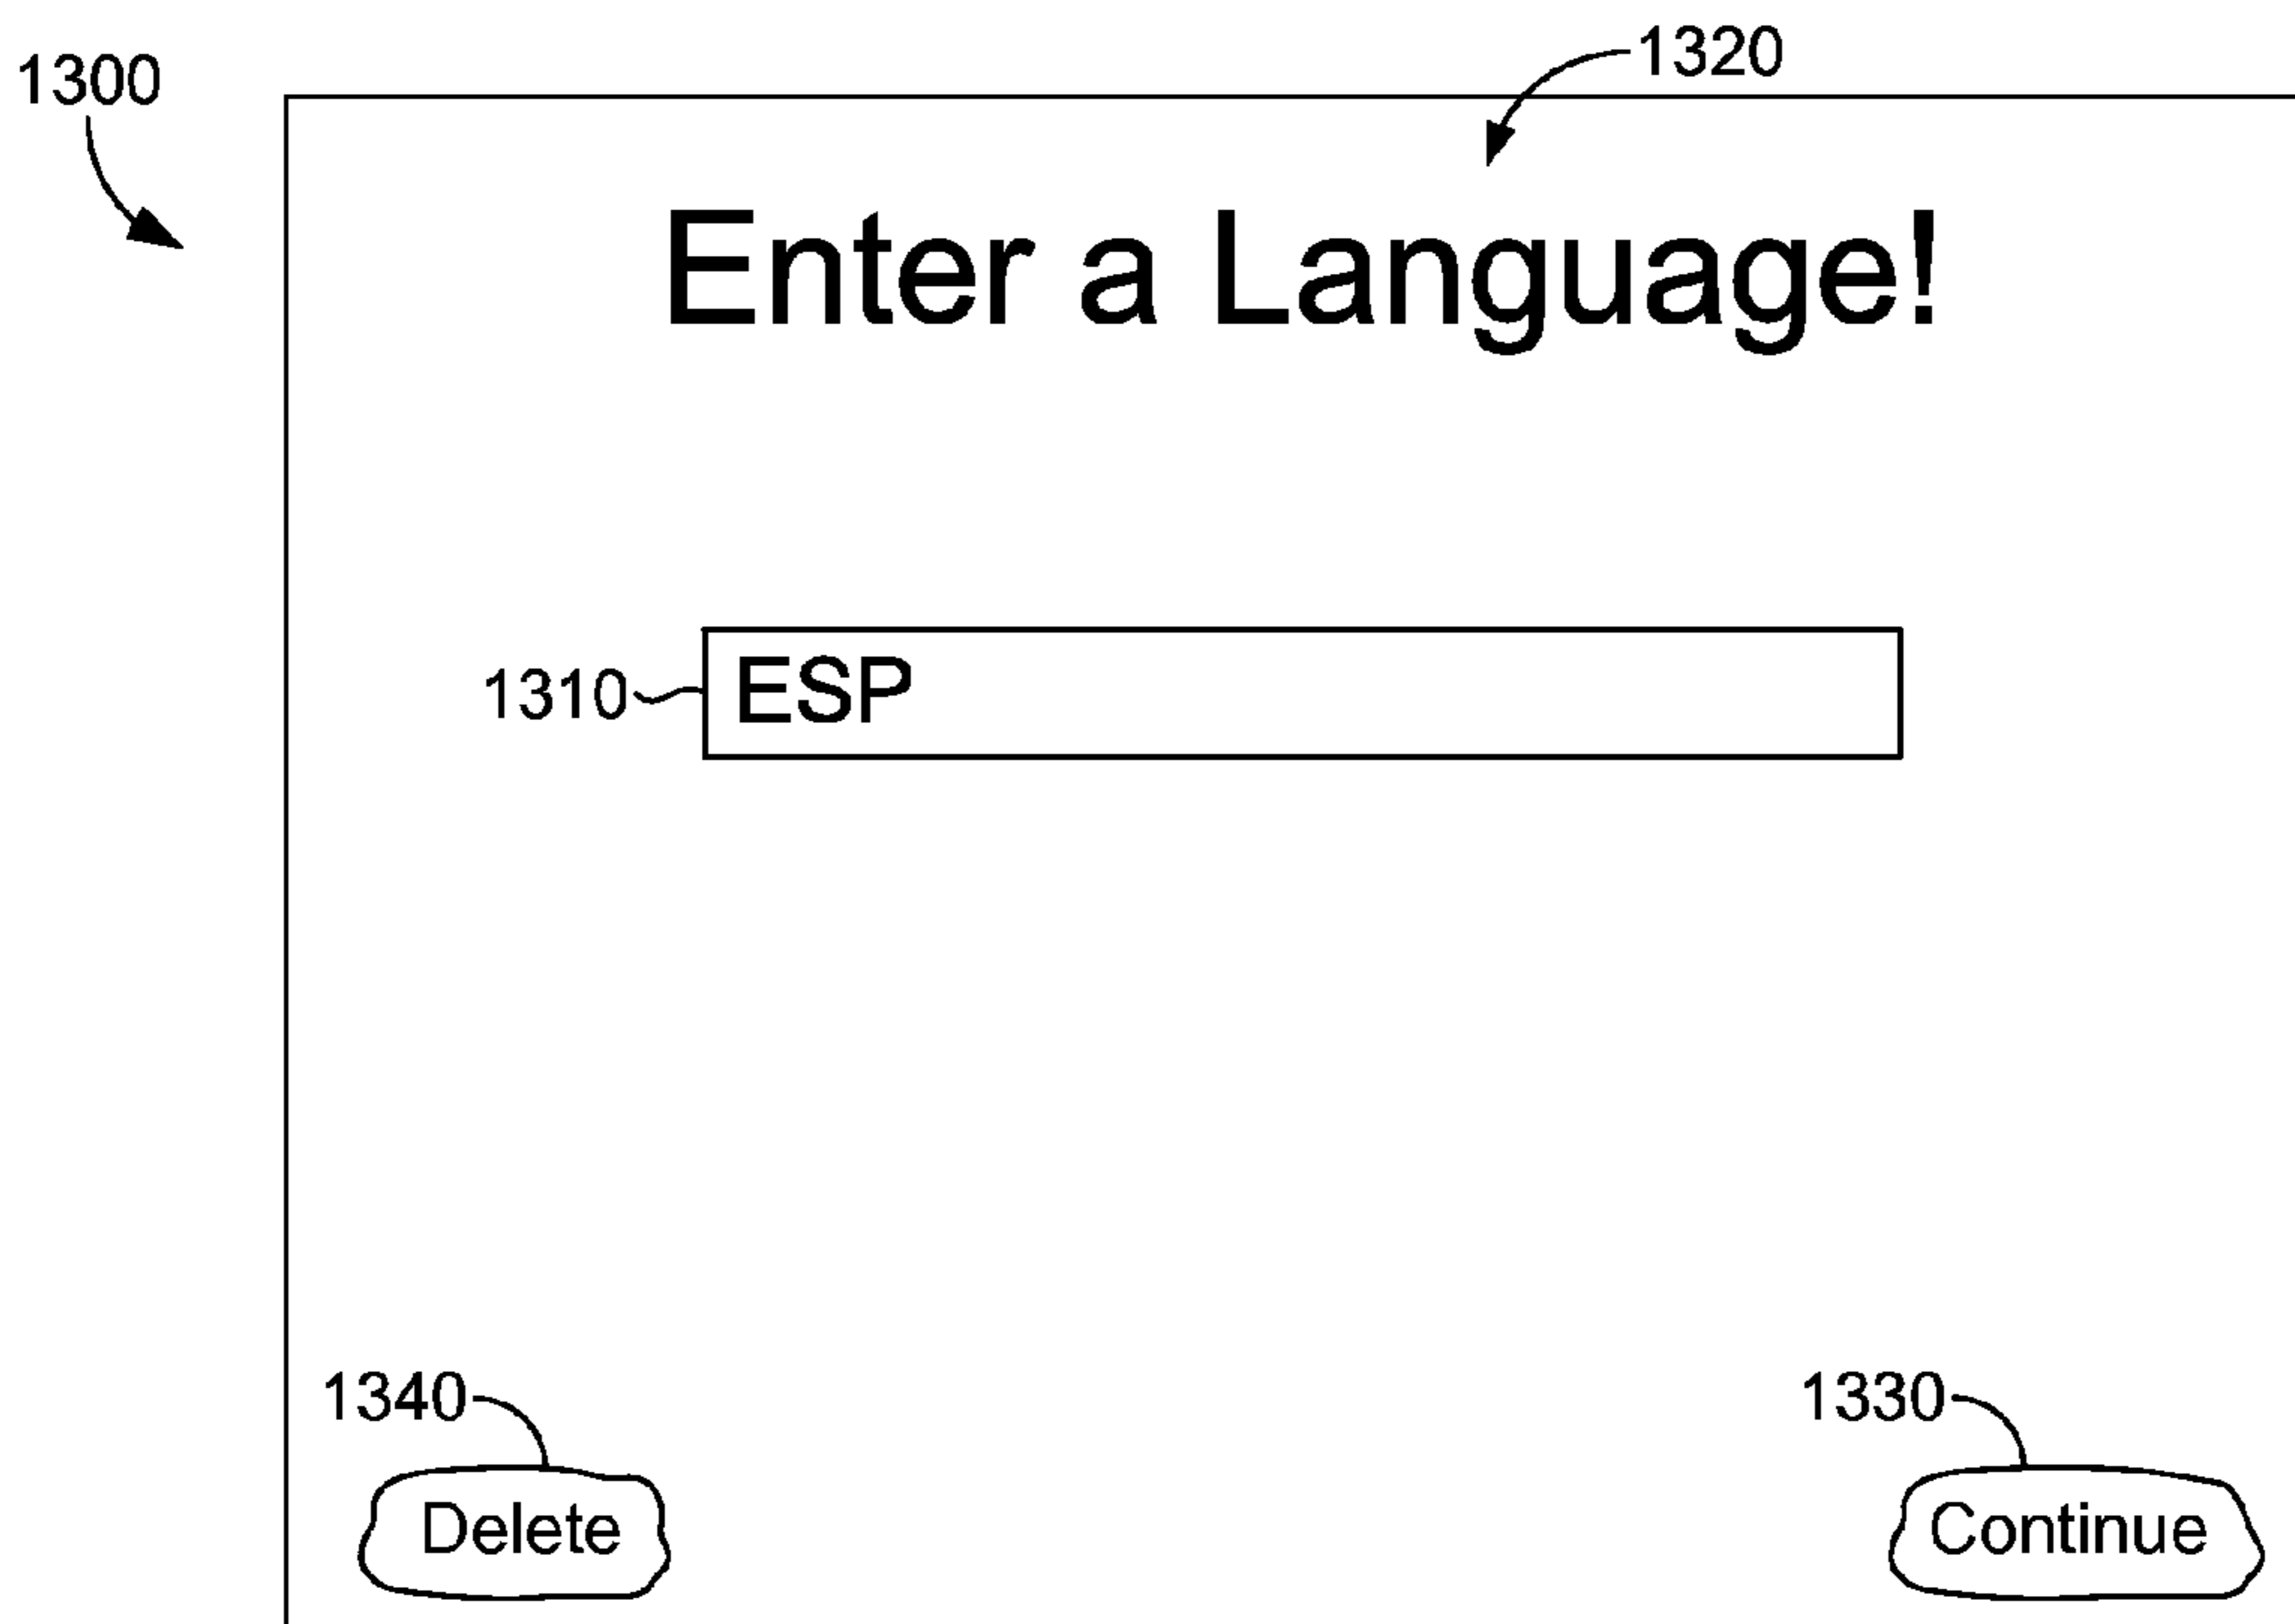 1320
1300
Enter a Language!
1310 ESP
1340 1330
Delete Continue